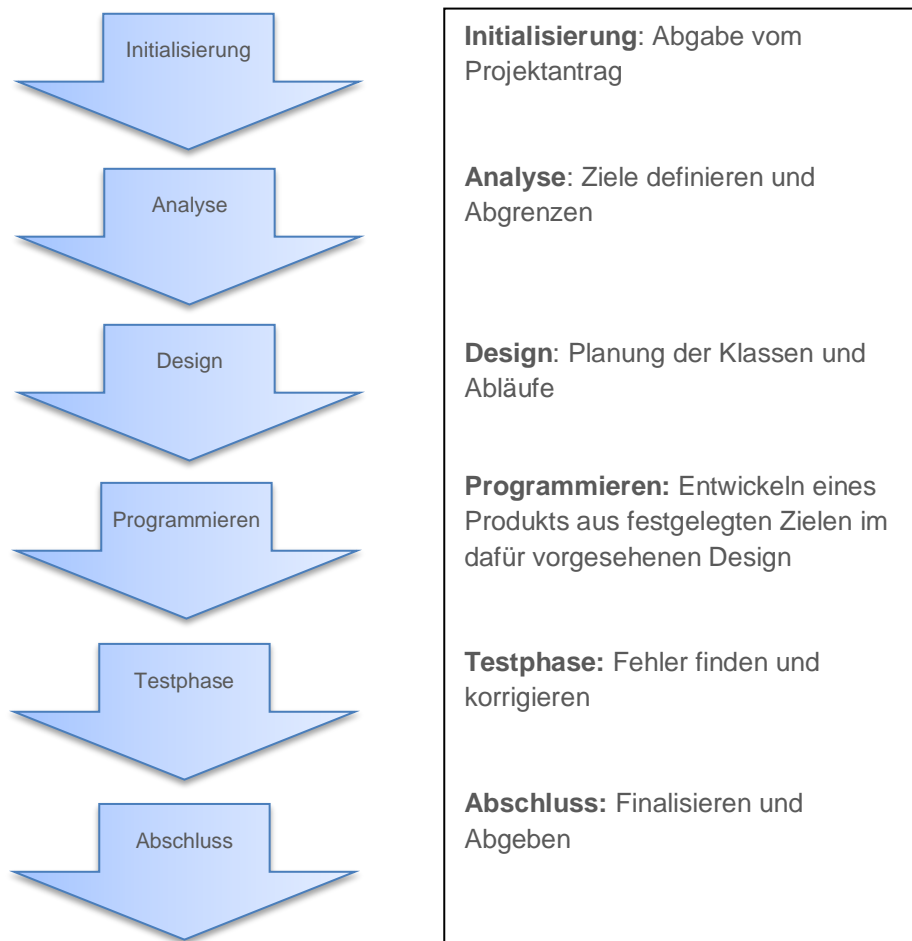 Initialisierung
Initialisierung: Abgabe vom
Projektantrag
Analyse
Analyse: Ziele definieren und
Abgrenzen
Design
Design: Planung der Klassen und
Abläufe
Programmieren
Programmieren: Entwickeln eines
Produkts aus festgelegten Zielen im
dafür vorgesehenen Design
Testphase
Testphase: Fehler finden und
korrigieren
Abschluss
Abschluss: Finalisieren und
Abgeben